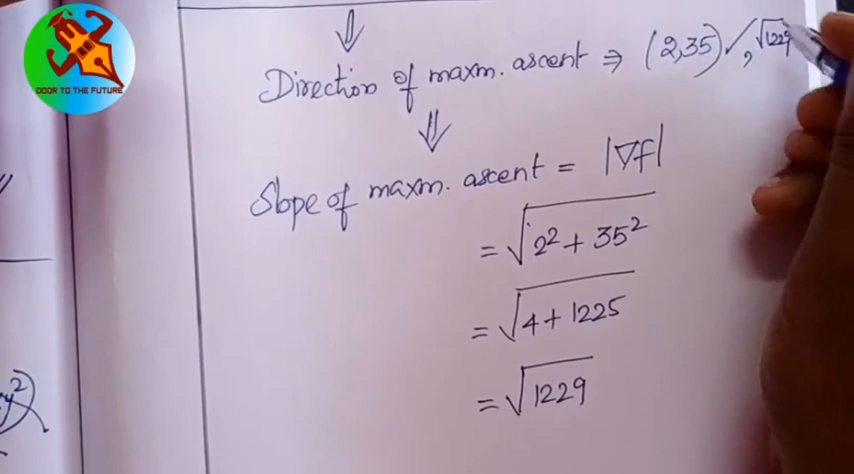 DOOR TO THE FUTURE
Direction of maxm. ascent ⇒ (2,35) ✓, √1229
Slope of maxm. ascent = |∇f|
= √2² + 35²
= √4 + 1225
= √1229